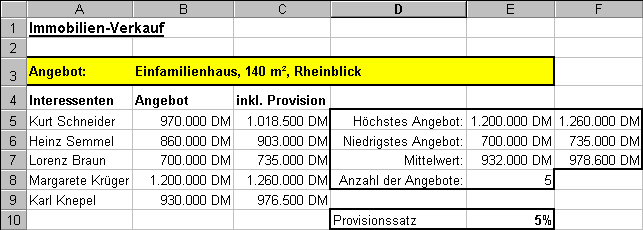 A B C D E F
1 Immobilien-Verkauf
2
3 Angebot: Einfamilienhaus, 140 m², Rheinblick
4 Interessenten Angebot inkl. Provision
5 Kurt Schneider 970.000 DM 1.018.500 DM Höchstes Angebot: 1.200.000 DM 1.260.000 DM
6 Heinz Semmel 860.000 DM 903.000 DM Niedrigstes Angebot: 700.000 DM 735.000 DM
7 Lorenz Braun 700.000 DM 735.000 DM Mittelwert: 932.000 DM 978.600 DM
8 Margarete Krüger 1.200.000 DM 1.260.000 DM Anzahl der Angebote: 5
9 Karl Knepel 930.000 DM 976.500 DM
10 Provisionssatz 5%